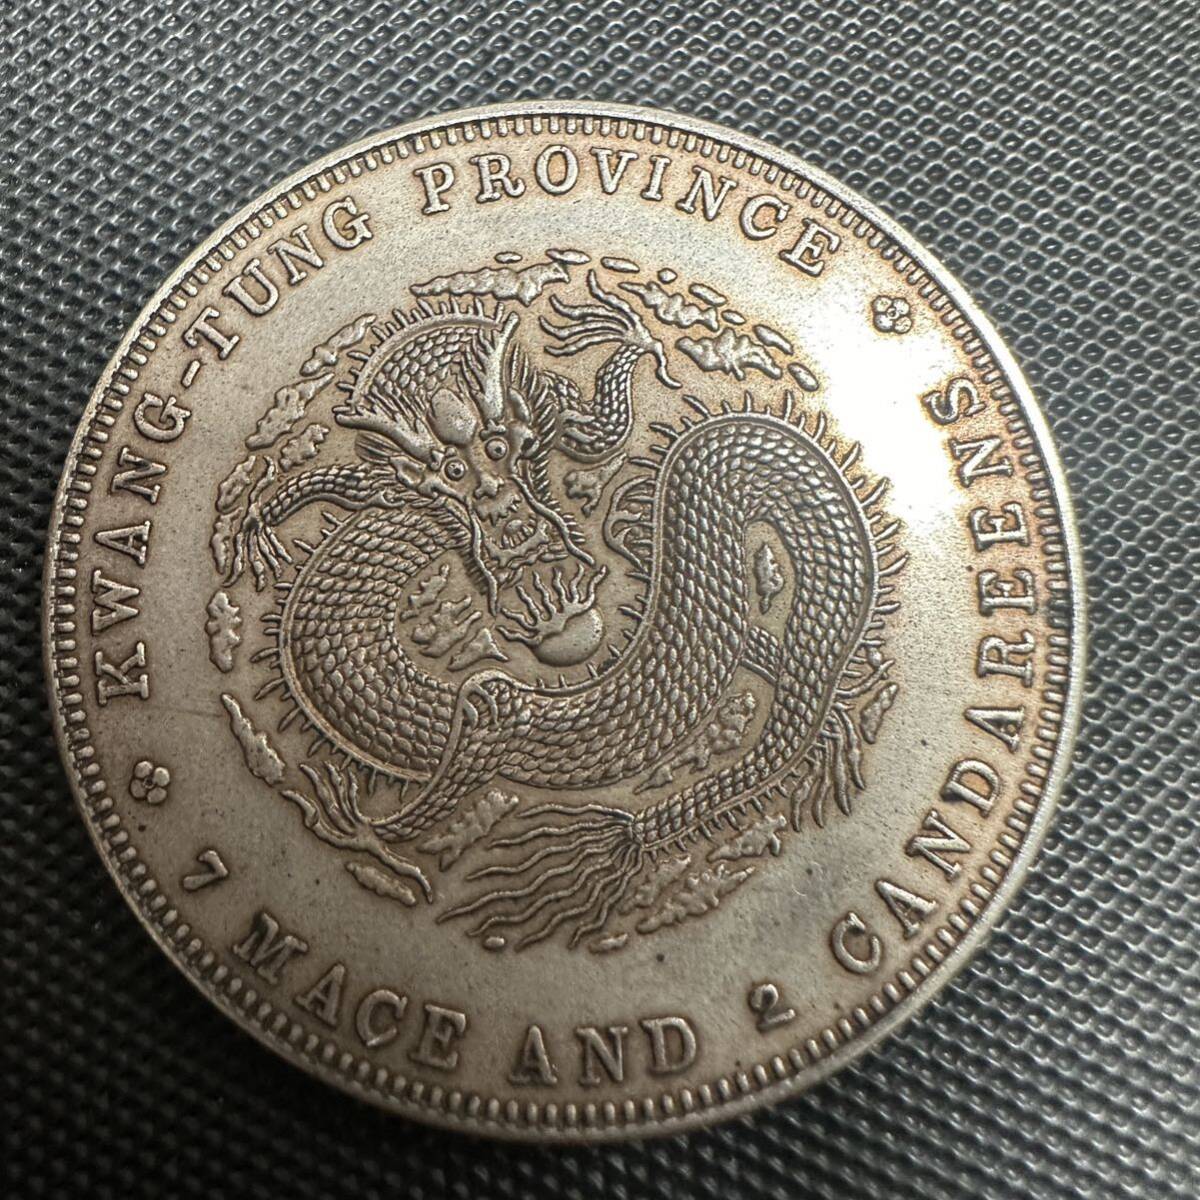 KWANG-TUNG PROVINCE
7 MACE AND 2 CANDAREENS